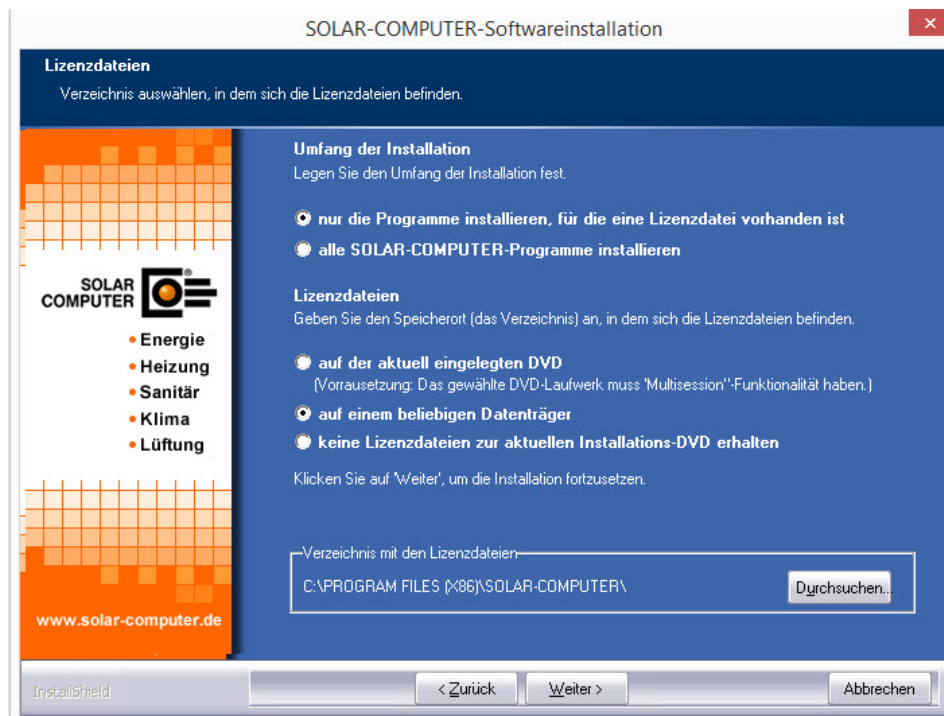 SOLAR-COMPUTER-Softwareinstallation
Lizenzdateien
Verzeichnis auswählen, in dem sich die Lizenzdateien befinden.
SOLAR
COMPUTER
®
• Energie
• Heizung
• Sanitär
• Klima
• Lüftung
www.solar-computer.de
Umfang der Installation
Legen Sie den Umfang der Installation fest.
nur die Programme installieren, für die eine Lizenzdatei vorhanden ist
alle SOLAR-COMPUTER-Programme installieren
Lizenzdateien
Geben Sie den Speicherort (das Verzeichnis) an, in dem sich die Lizenzdateien befinden.
auf der aktuell eingelegten DVD
(Vorrausetzung: Das gewählte DVD-Laufwerk muss 'Multisession''-Funktionalität haben.)
auf einem beliebigen Datenträger
keine Lizenzdateien zur aktuellen Installations-DVD erhalten
Klicken Sie auf 'Weiter', um die Installation fortzusetzen.
Verzeichnis mit den Lizenzdateien
C:\PROGRAM FILES (X86)\SOLAR-COMPUTER\
Durchsuchen...
InstallShield
< Zurück
Weiter >
Abbrechen